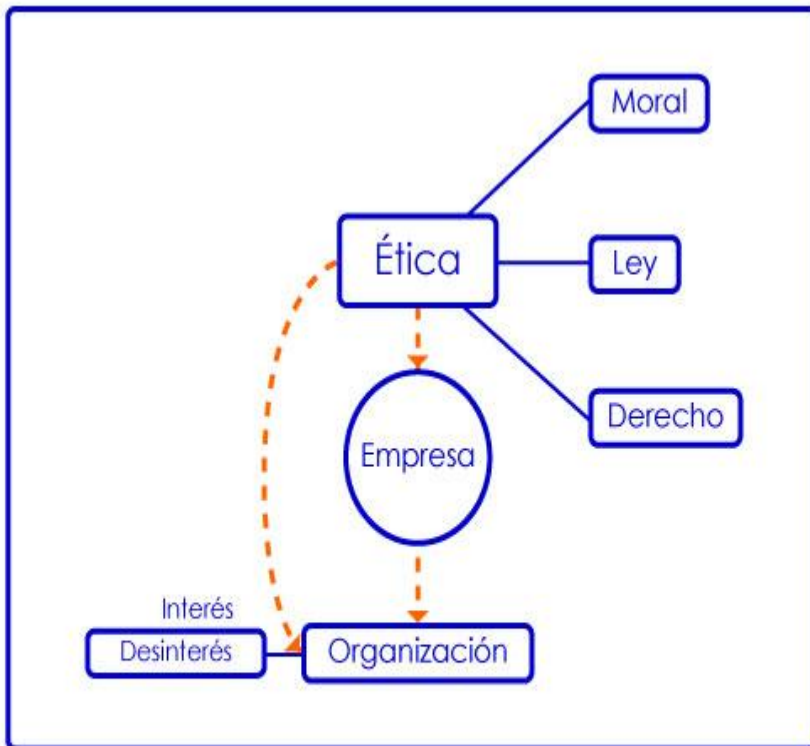 Moral
Ética
Ley
Derecho
Empresa
Interés
Desinterés
Organización